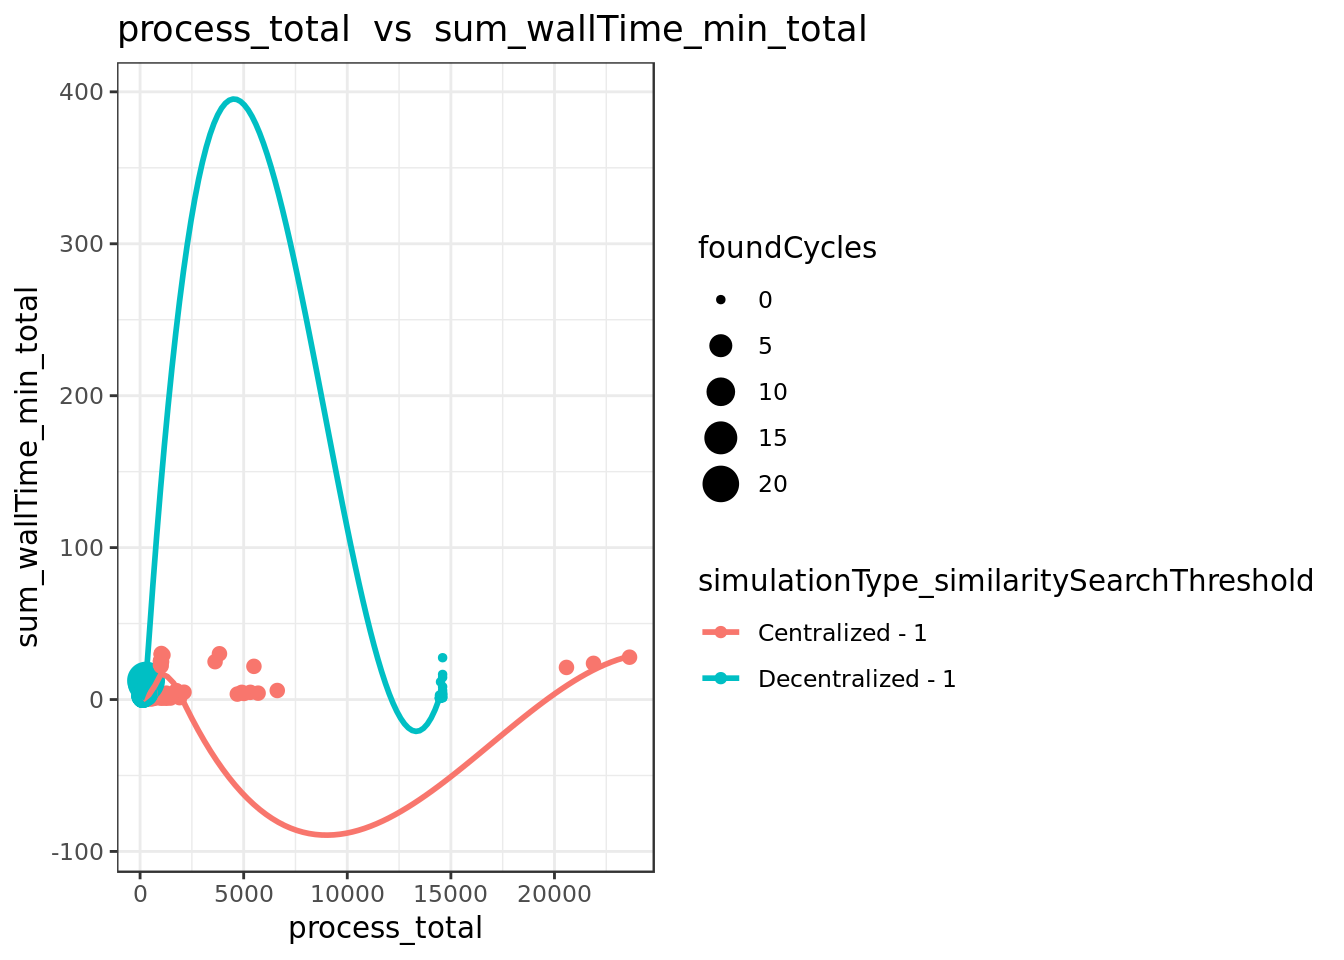 process_total  vs  sum_wallTime_min_total
400
300
200
100
0
-100
sum_wallTime_min_total
0
5000
10000
15000
20000
process_total
foundCycles
0
5
10
15
20
simulationType_similaritySearchThreshold
Centralized - 1
Decentralized - 1